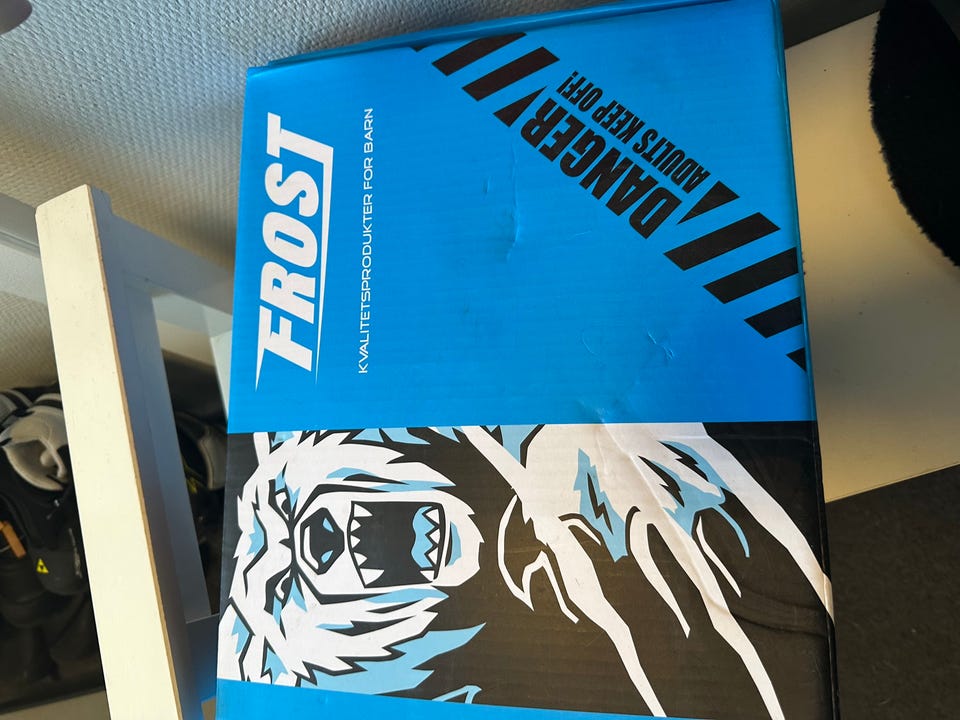 FROST
KVALITETSPRODUKTER FOR BARN
DANGER
ADULTS KEEP OFF!